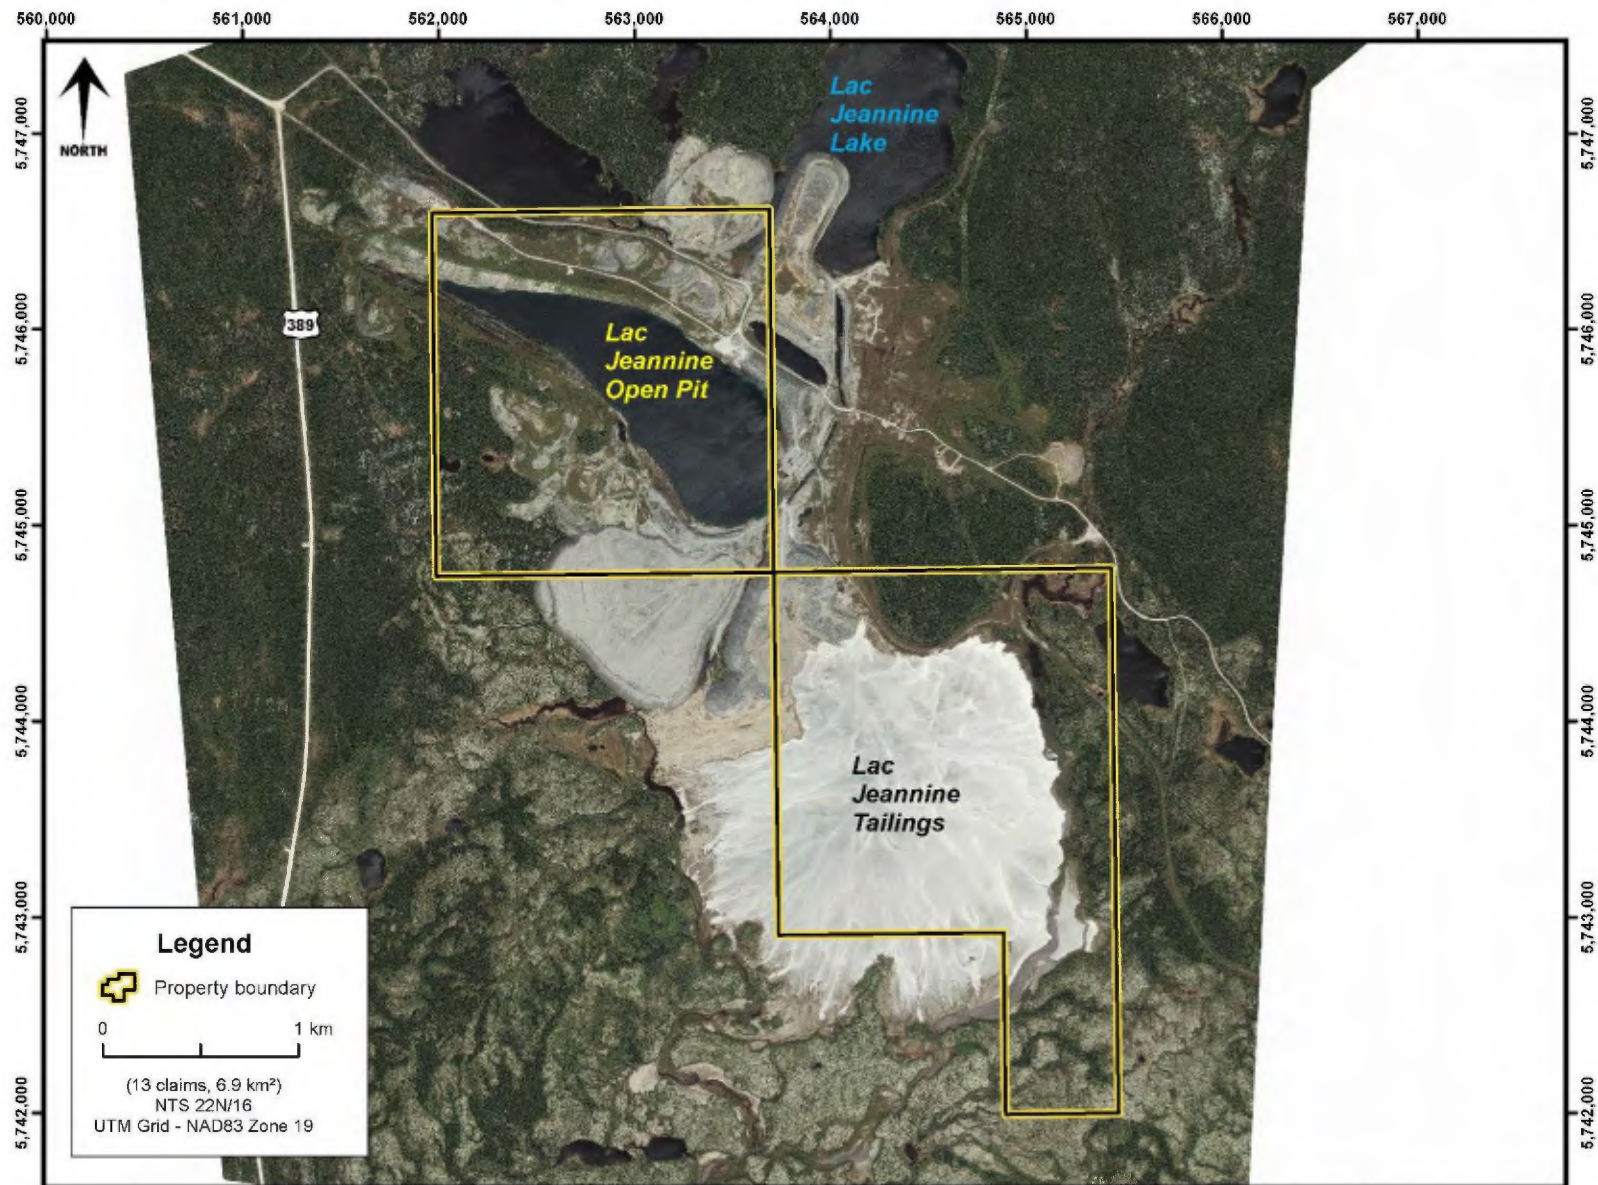 560,000 561,000 562,000 563,000 564,000 565,000 566,000 567,000
NORTH
5,747,000
5,746,000
5,745,000
5,744,000
5,743,000
5,742,000
5,747,000
5,746,000
5,745,000
5,744,000
5,743,000
5,742,000
Lac
Jeannine
Lake
389
Lac
Jeannine
Open Pit
Lac
Jeannine
Tailings
Legend
Property boundary
0 1 km
(13 claims, 6.9 km²)
NTS 22N/16
UTM Grid - NAD83 Zone 19